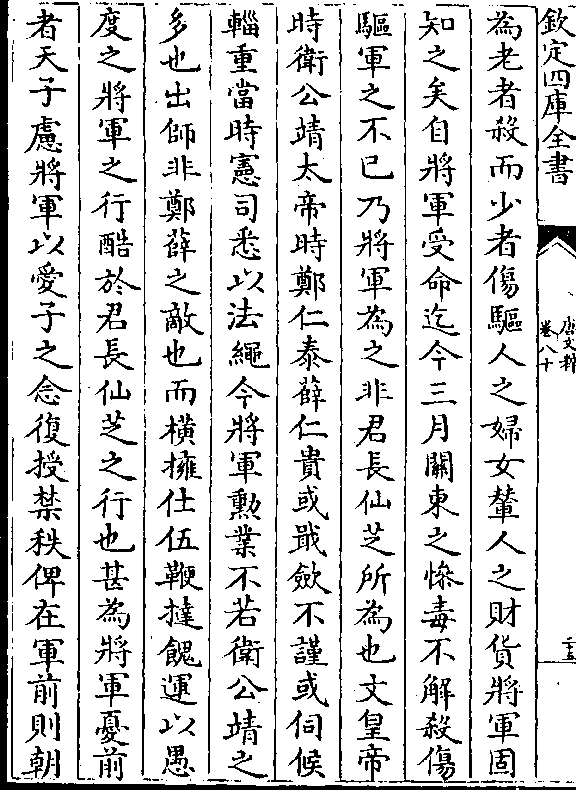 欽定四庫全書
唐文粹
卷八十
為老者殺而少者傷驅人之婦女輦人之財貨將軍固
知之矣自將軍受命迄今三月關東之慘毒不解殺傷
驅軍之不已乃將軍為之非君長仙芝所為也文皇帝
時衛公靖太帝時鄭仁泰薛仁貴或戢歛不謹或伺候
輜重當時憲司悉以法繩今將軍勲業不若衛公靖之
多也出師非鄭薛之敵也而橫擁仕伍鞭撻餽運以愚
度之將軍之行酷於君長仙芝之行也甚為將軍憂前
者天子慮將軍以愛子之念復授禁秩俾在軍前則朝